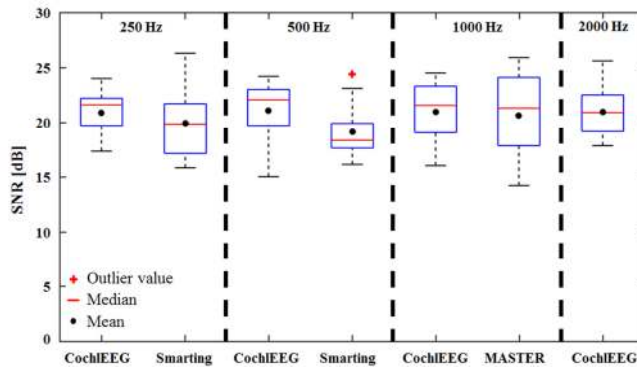 30
25
20
15
10
5
0
SNR [dB]
250 Hz
500 Hz
1000 Hz
2000 Hz
Outlier value
Median
Mean
CochlEEG Smarting CochlEEG Smarting CochlEEG MASTER CochlEEG